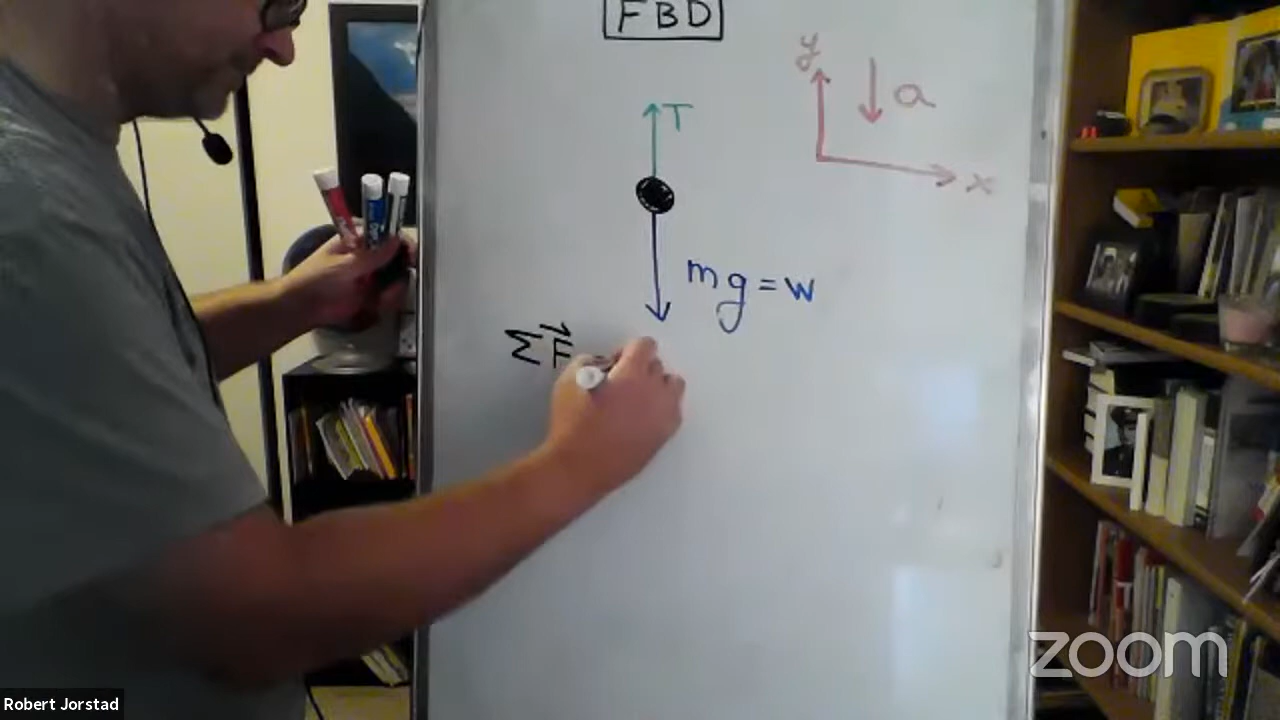 FBD
y
a
T
x
mg = w
ΣF
zoom
Robert Jorstad